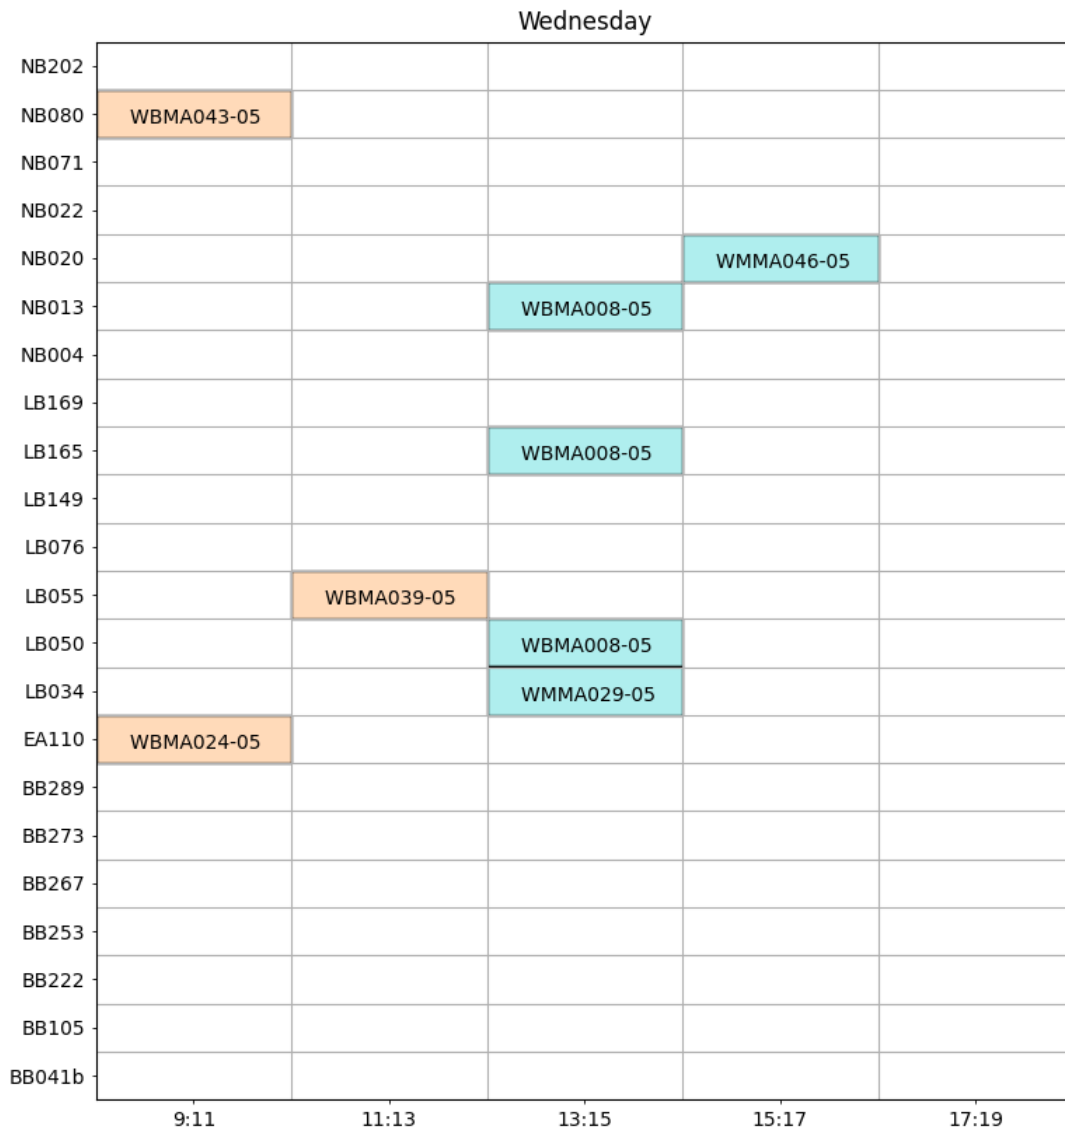 Wednesday
NB202
NB080 WBMA043-05
NB071
NB022
NB020 WMMA046-05
NB013 WBMA008-05
NB004
LB169
LB165 WBMA008-05
LB149
LB076
LB055 WBMA039-05
LB050 WBMA008-05
LB034 WMMA029-05
EA110 WBMA024-05
BB289
BB273
BB267
BB253
BB222
BB105
BB041b
9:11 11:13 13:15 15:17 17:19